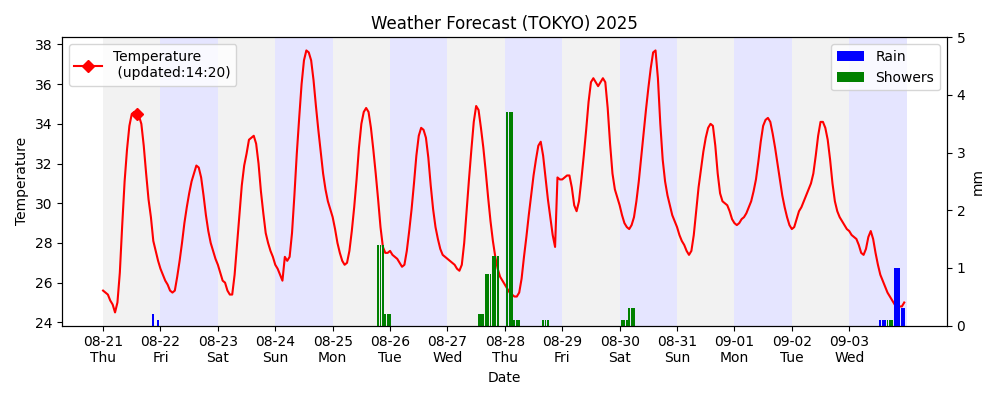 Weather Forecast (TOKYO) 2025
Temperature
(updated:14:20)
Rain
Showers
38
36
34
32
30
28
26
24
Temperature
5
4
3
2
1
0
mm
08-21 08-22 08-23 08-24 08-25 08-26 08-27 08-28 08-29 08-30 08-31 09-01 09-02 09-03
Thu Fri Sat Sun Mon Tue Wed Thu Fri Sat Sun Mon Tue Wed
Date